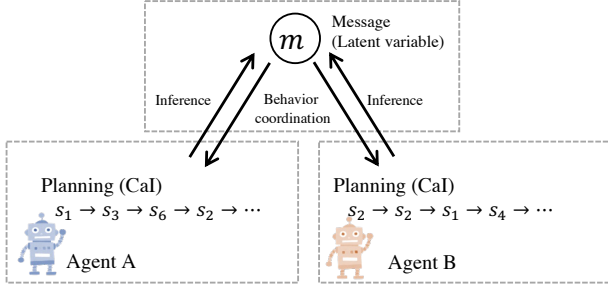 Message
(Latent variable)
m
Inference
Behavior
coordination
Inference
Planning (CaI)
s₁ → s₃ → s₆ → s₂ → ⋯
Agent A
Planning (CaI)
s₂ → s₂ → s₁ → s₄ → ⋯
Agent B